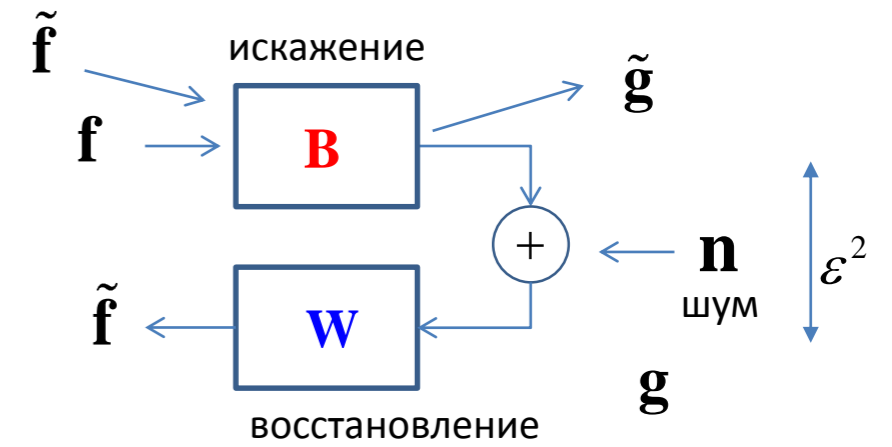 f̃
искажение
g̃
f
B
+
n
ε²
шум
f̃
W
g
восстановление